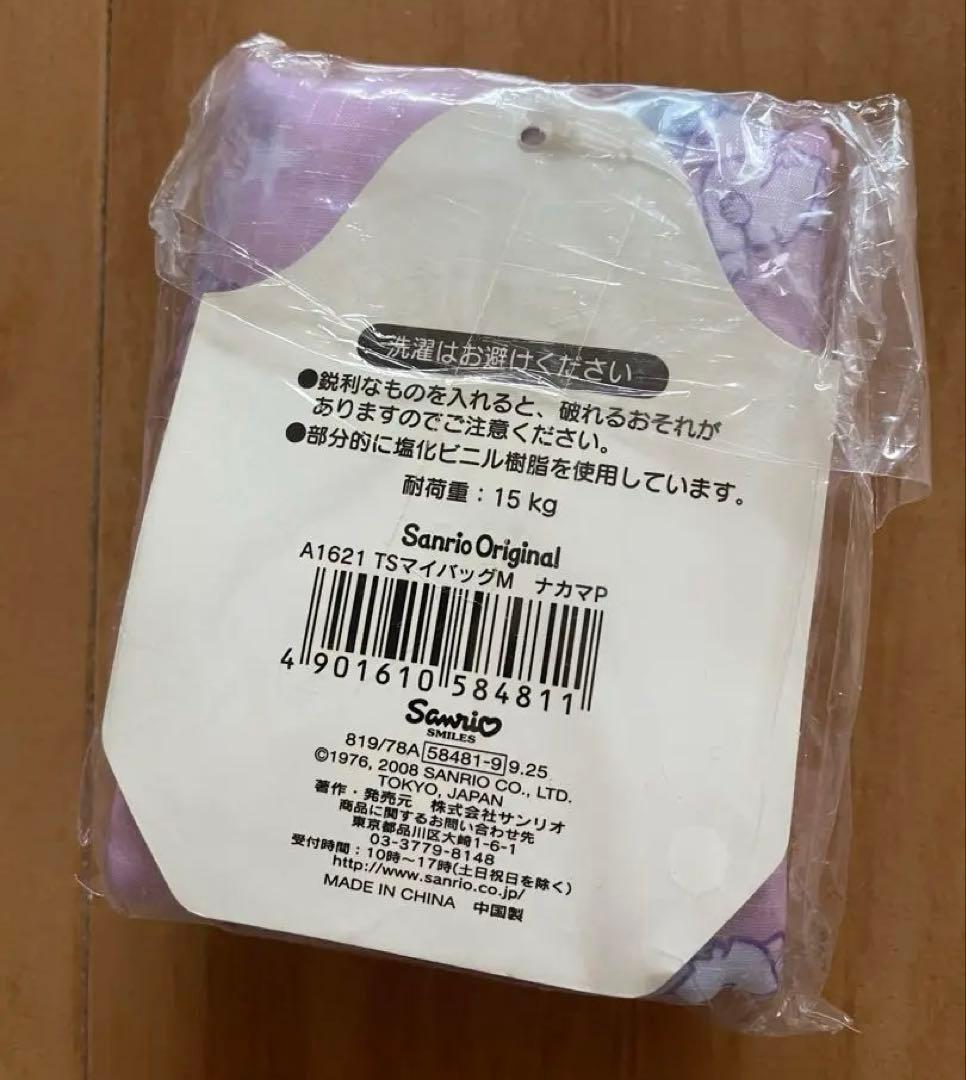 洗濯はお避けください
●鋭利なものを入れると、破れるおそれが
ありますのでご注意ください。
●部分的に塩化ビニル樹脂を使用しています。
耐荷重：15 kg
Sanrio Original
A1621 TSマイバッグM ナカマP
4 901610 584811
Sanrio
SMILES
819/78A 58481-9 9.25
©1976, 2008 SANRIO CO., LTD.
TOKYO, JAPAN
著作・発売元 株式会社サンリオ
商品に関するお問い合わせ先
東京都品川区大崎1-6-1
03-3779-8148
受付時間：10時〜17時(土日祝日を除く)
http://www.sanrio.co.jp/
MADE IN CHINA 中国製